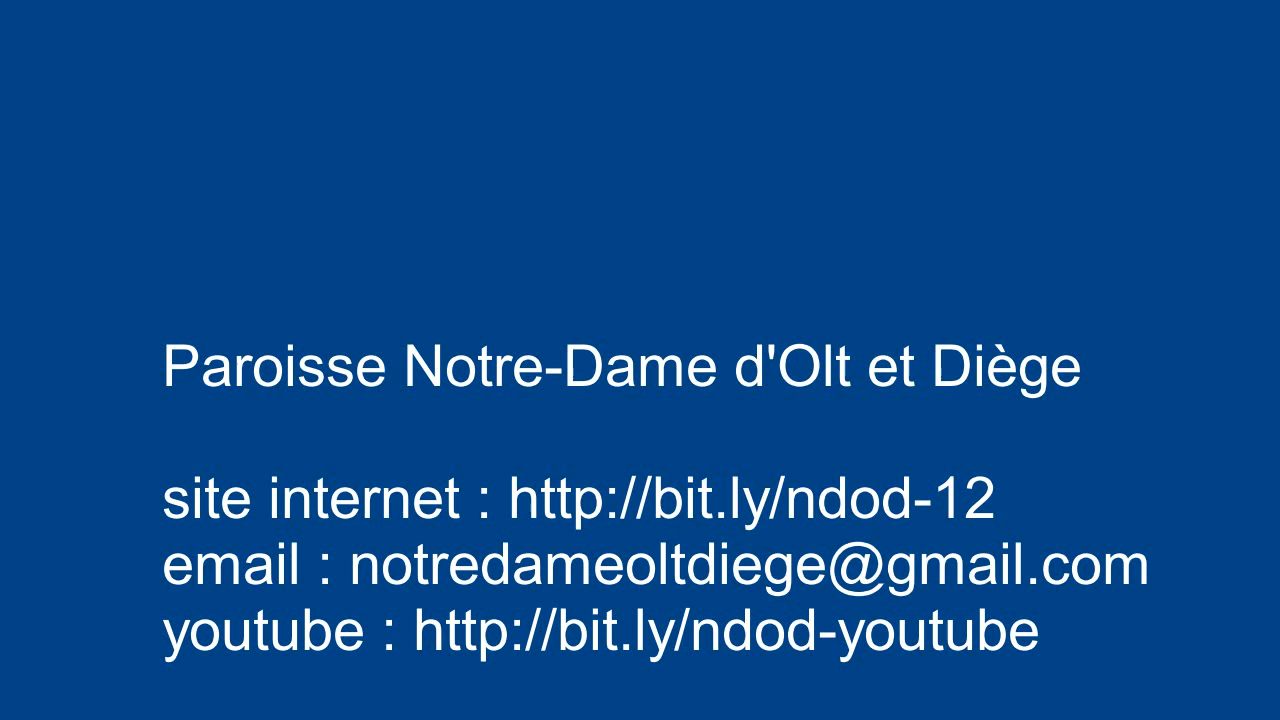 Paroisse Notre-Dame d'Olt et Diège
site internet : http://bit.ly/ndod-12
email : notredameoltdiege@gmail.com
youtube : http://bit.ly/ndod-youtube